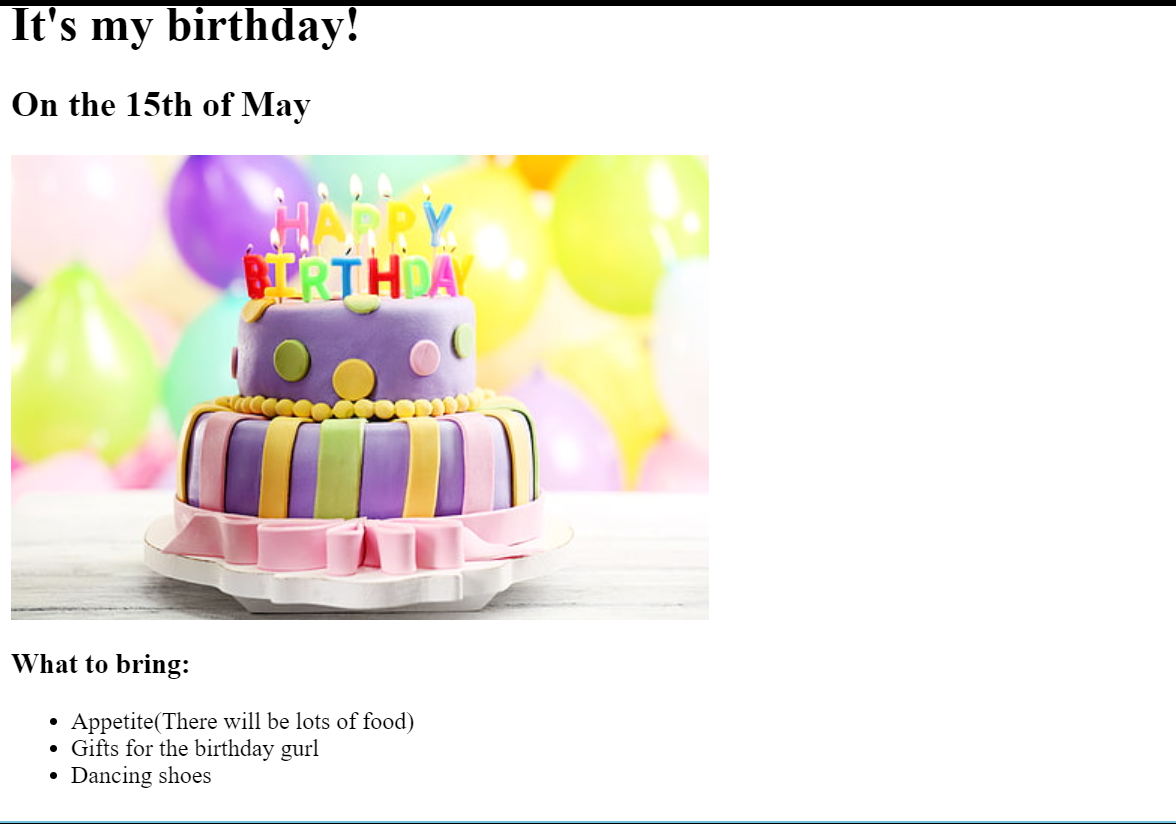 It's my birthday!
On the 15th of May
HAPPY
BIRTHDAY
What to bring:
Appetite(There will be lots of food)
Gifts for the birthday gurl
Dancing shoes